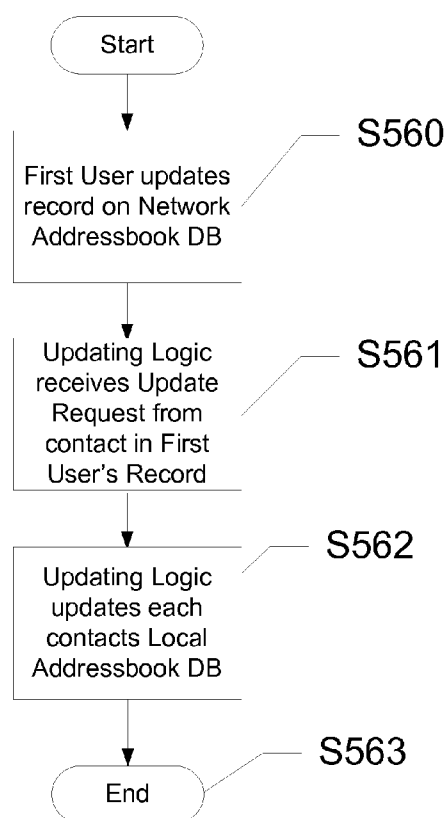 Start
S560
First User updates
record on Network
Addressbook DB
S561
Updating Logic
receives Update
Request from
contact in First
User's Record
S562
Updating Logic
updates each
contacts Local
Addressbook DB
S563
End